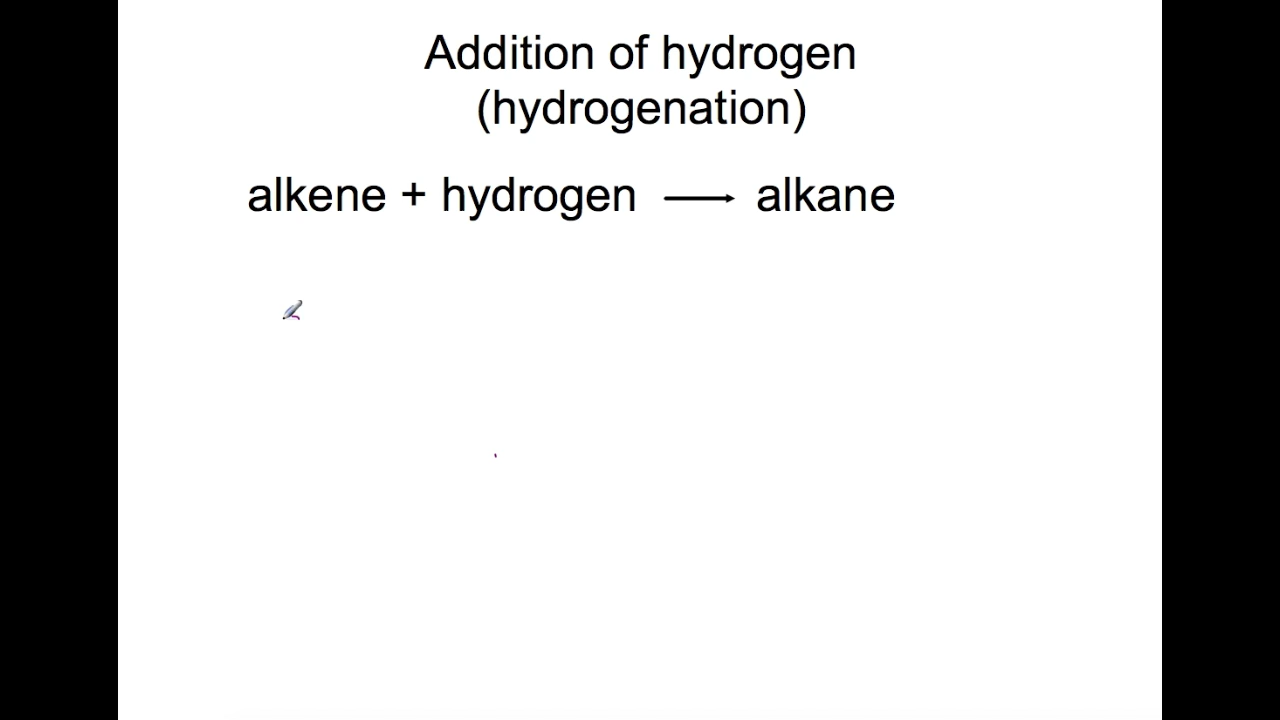 Addition of hydrogen
(hydrogenation)
alkene + hydrogen ⟶ alkane